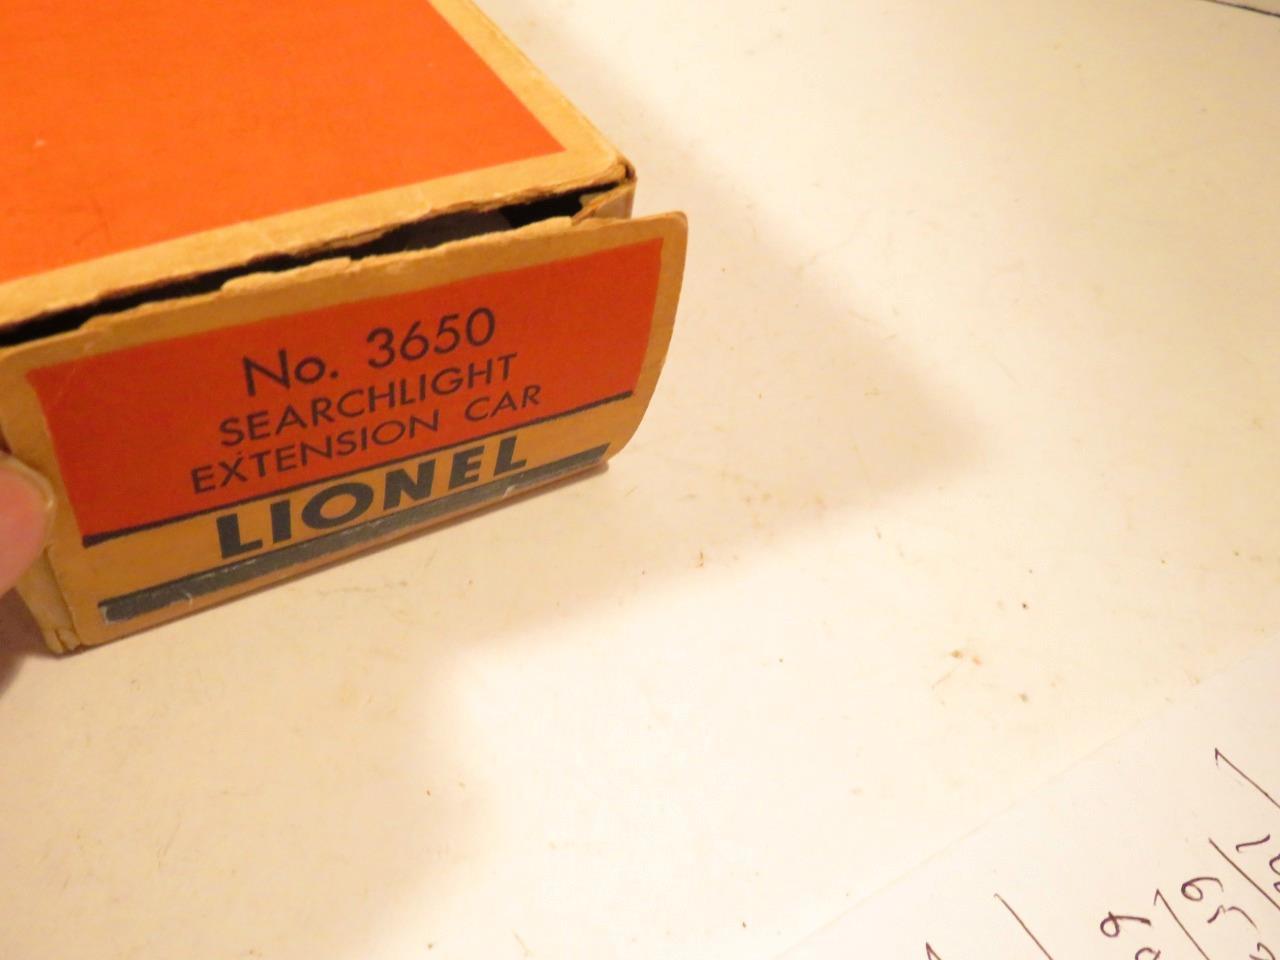 No. 3650
SEARCHLIGHT
EXTENSION CAR
LIONEL